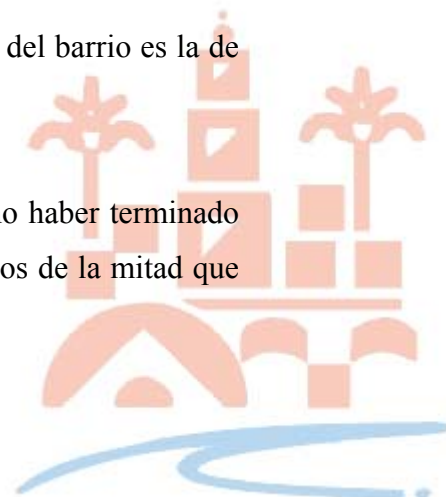 del barrio es la de
o haber terminado
os de la mitad que